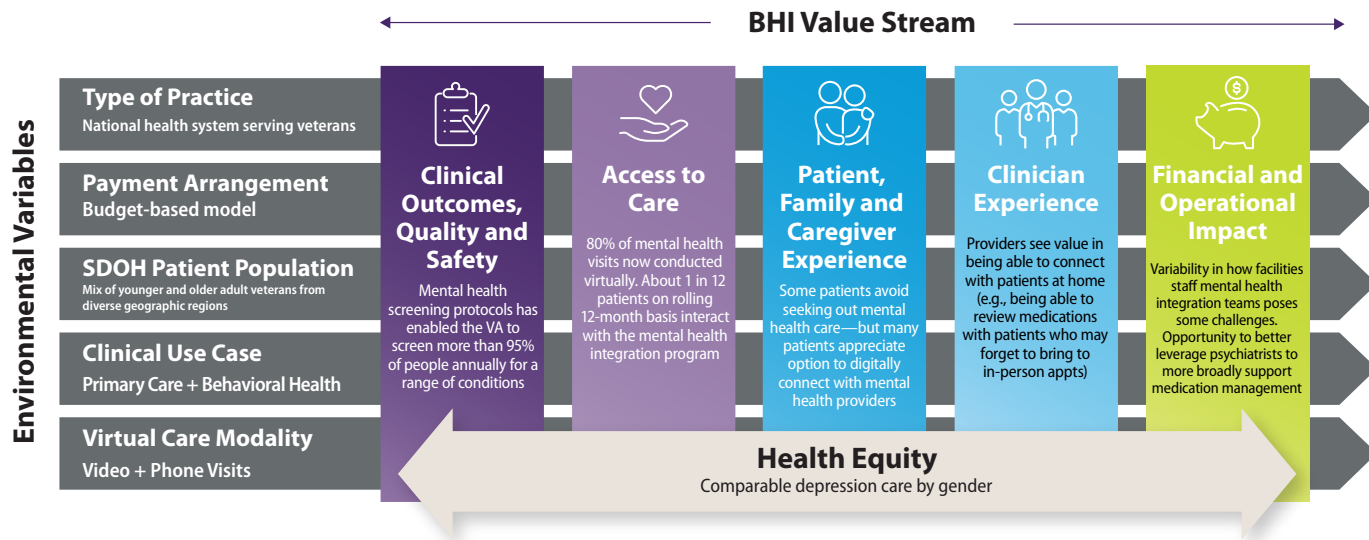 BHI Value Stream
Environmental Variables
Type of Practice
National health system serving veterans
Payment Arrangement
Budget-based model
SDOH Patient Population
Mix of younger and older adult veterans from
diverse geographic regions
Clinical Use Case
Primary Care + Behavioral Health
Virtual Care Modality
Video + Phone Visits
Clinical
Outcomes,
Quality and
Safety
Mental health
screening protocols has
enabled the VA to
screen more than 95%
of people annually for a
range of conditions
Access to
Care
80% of mental health
visits now conducted
virtually. About 1 in 12
patients on rolling
12-month basis interact
with the mental health
integration program
Patient,
Family and
Caregiver
Experience
Some patients avoid
seeking out mental
health care—but many
patients appreciate
option to digitally
connect with mental
health providers
Clinician
Experience
Providers see value in
being able to connect
with patients at home
(e.g., being able to
review medications
with patients who may
forget to bring to
in-person appts)
$
Financial and
Operational
Impact
Variability in how facilities
staff mental health
integration teams poses
some challenges.
Opportunity to better
leverage psychiatrists to
more broadly support
medication management
Health Equity
Comparable depression care by gender